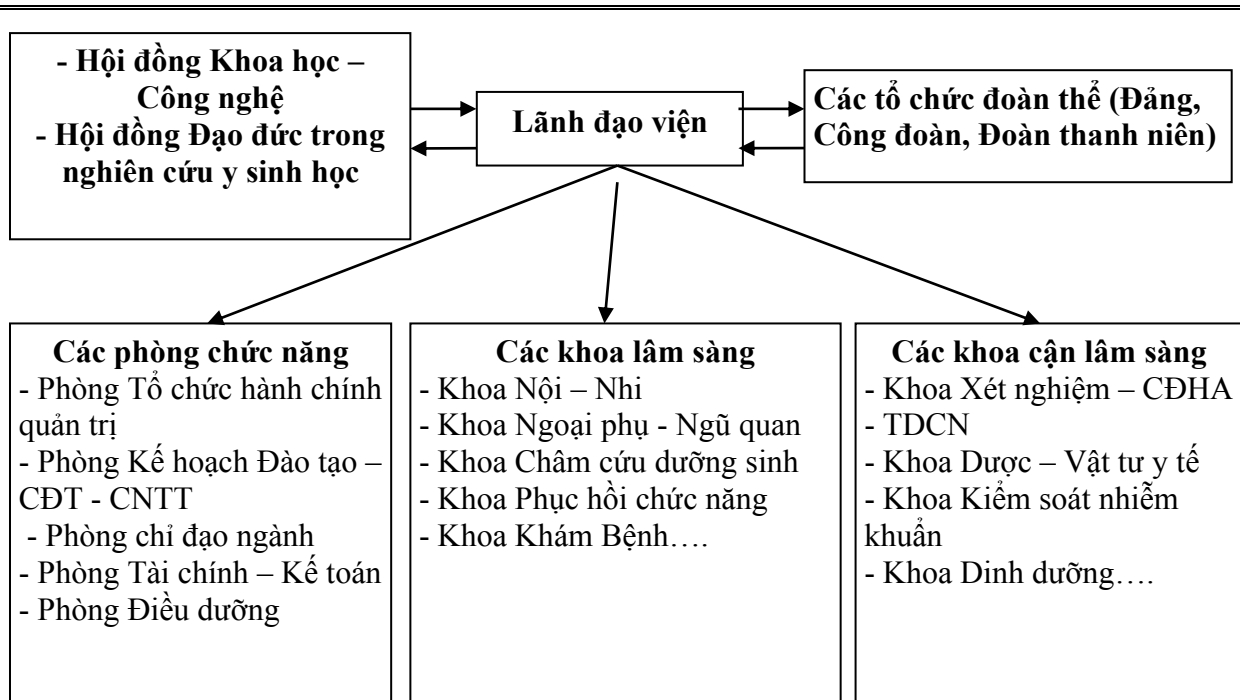 - Hội đồng Khoa học –
Công nghệ
- Hội đồng Đạo đức trong
nghiên cứu y sinh học
Lãnh đạo viện
Các tổ chức đoàn thể (Đảng,
Công đoàn, Đoàn thanh niên)
Các phòng chức năng
- Phòng Tổ chức hành chính
quản trị
- Phòng Kế hoạch Đào tạo –
CĐT - CNTT
- Phòng chỉ đạo ngành
- Phòng Tài chính – Kế toán
- Phòng Điều dưỡng
Các khoa lâm sàng
- Khoa Nội – Nhi
- Khoa Ngoại phụ - Ngũ quan
- Khoa Châm cứu dưỡng sinh
- Khoa Phục hồi chức năng
- Khoa Khám Bệnh….
Các khoa cận lâm sàng
- Khoa Xét nghiệm – CĐHA
- TDCN
- Khoa Dược – Vật tư y tế
- Khoa Kiểm soát nhiễm
khuẩn
- Khoa Dinh dưỡng….